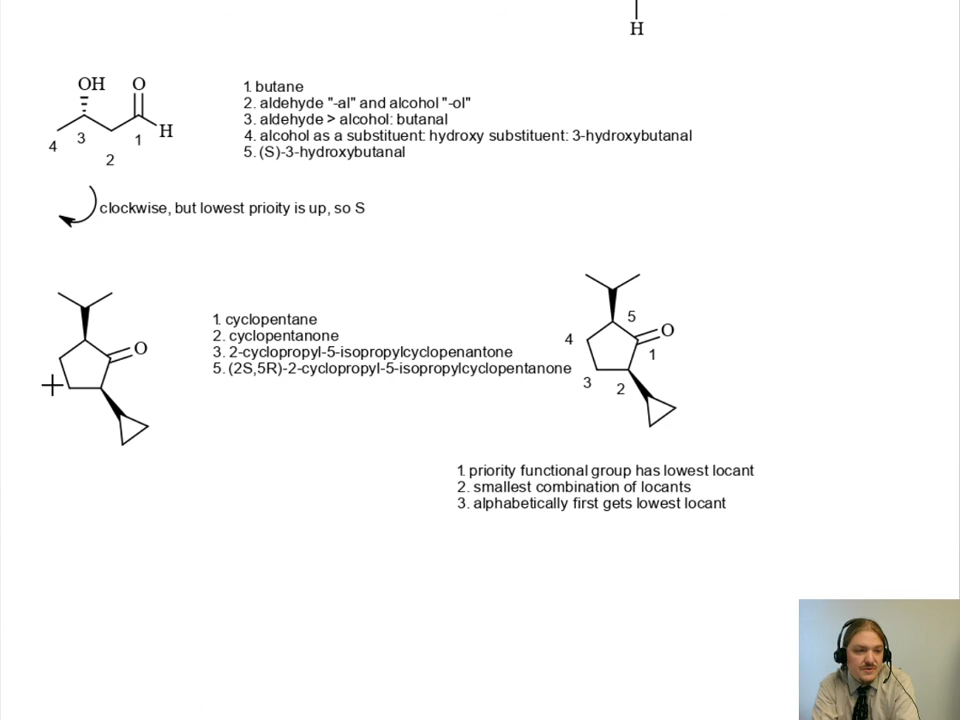 H
OH O
H
4 3 2 1
1. butane
2. aldehyde "-al" and alcohol "-ol"
3. aldehyde > alcohol: butanal
4. alcohol as a substituent: hydroxy substituent: 3-hydroxybutanal
5. (S)-3-hydroxybutanal
clockwise, but lowest prioity is up, so S
O
1. cyclopentane
2. cyclopentanone
3. 2-cyclopropyl-5-isopropylcyclopenantone
5. (2S,5R)-2-cyclopropyl-5-isopropylcyclopentanone
5
O
4
1
3
2
1. priority functional group has lowest locant
2. smallest combination of locants
3. alphabetically first gets lowest locant